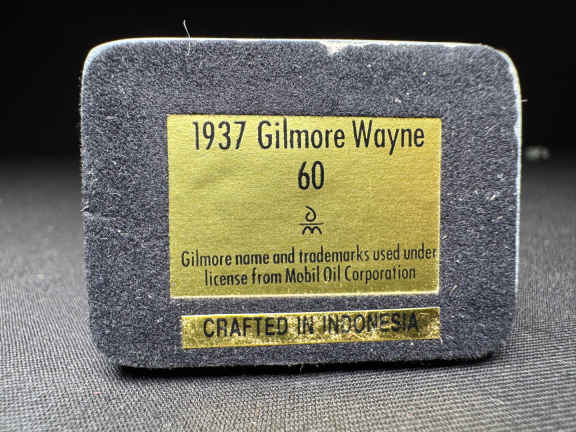 1937 Gilmore Wayne
60
Gilmore name and trademarks used under
license from Mobil Oil Corporation
CRAFTED IN INDONESIA